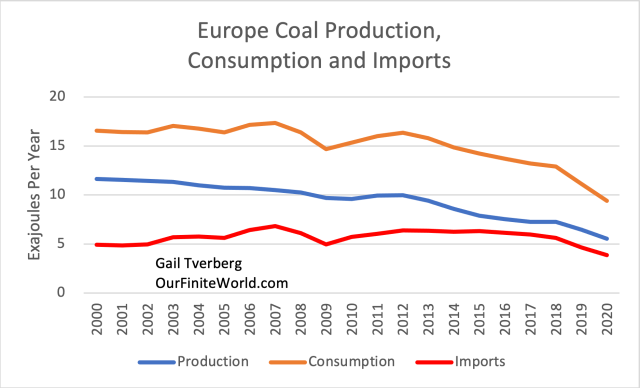 Europe Coal Production,
Consumption and Imports
Exajoules Per Year
20
15
10
5
0
Gail Tverberg
OurFiniteWorld.com
2000 2001 2002 2003 2004 2005 2006 2007 2008 2009 2010 2011 2012 2013 2014 2015 2016 2017 2018 2019 2020
Production Consumption Imports